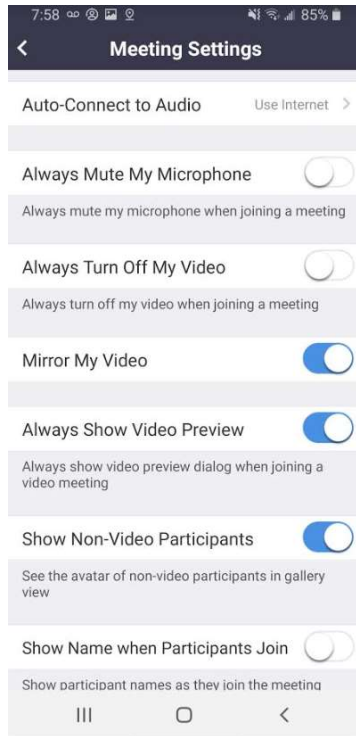 7:58 85%
Meeting Settings
Auto-Connect to Audio Use Internet
Always Mute My Microphone
Always mute my microphone when joining a meeting
Always Turn Off My Video
Always turn off my video when joining a meeting
Mirror My Video
Always Show Video Preview
Always show video preview dialog when joining a
video meeting
Show Non-Video Participants
See the avatar of non-video participants in gallery
view
Show Name when Participants Join
Show participant names as they join the meeting